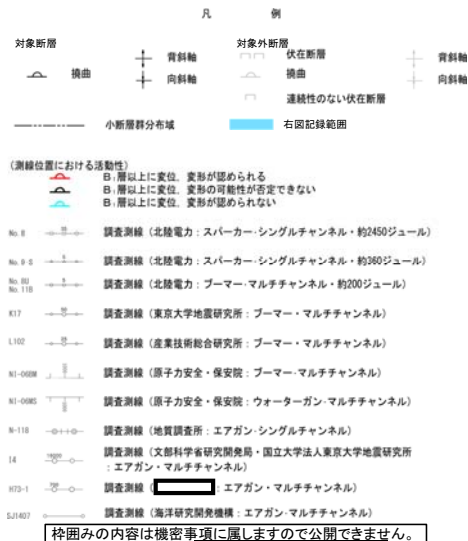 凡　例
対象断層
対象外断層
撓曲
背斜軸
向斜軸
伏在断層
撓曲
連続性のない伏在断層
背斜軸
向斜軸
小断層群分布域
右図記録範囲
(測線位置における活動性)
B₁層以上に変位、変形が認められる
B₁層以上に変位、変形の可能性が否定できない
B₁層以上に変位、変形が認められない
No.8 調査測線（北陸電力：スパーカー・シングルチャンネル・約2450ジュール）
No.9-S 調査測線（北陸電力：スパーカー・シングルチャンネル・約360ジュール）
No.8U
No.11B 調査測線（北陸電力：ブーマー・マルチチャンネル・約200ジュール）
K17 調査測線（東京大学地震研究所：ブーマー・マルチチャンネル）
L102 調査測線（産業技術総合研究所：ブーマー・マルチチャンネル）
NI-06BM 調査測線（原子力安全・保安院：ブーマー・マルチチャンネル）
NI-06WS 調査測線（原子力安全・保安院：ウォーターガン・マルチチャンネル）
N-118 調査測線（地質調査所：エアガン・シングルチャンネル）
I4 調査測線（文部科学省研究開発局・国立大学法人東京大学地震研究所
：エアガン・マルチチャンネル）
H73-1 調査測線（　　　：エアガン・マルチチャンネル）
SJ1407 調査測線（海洋研究開発機構：エアガン・マルチチャンネル）
枠囲みの内容は機密事項に属しますので公開できません。